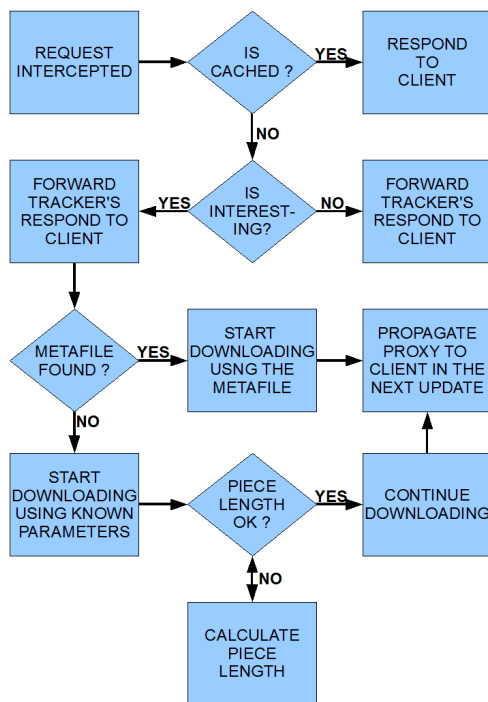 REQUEST
INTERCEPTED
IS
CACHED ?
YES
RESPOND
TO
CLIENT
NO
FORWARD
TRACKER'S
RESPOND TO
CLIENT
YES
IS
INTEREST-
ING?
NO
FORWARD
TRACKER'S
RESPOND TO
CLIENT
METAFILE
FOUND ?
YES
START
DOWNLOADING
USNG THE
METAFILE
PROPAGATE
PROXY TO
CLIENT IN THE
NEXT UPDATE
NO
START
DOWNLOADING
USING KNOWN
PARAMETERS
PIECE
LENGTH
OK ?
YES
CONTINUE
DOWNLOADING
NO
CALCULATE
PIECE
LENGTH